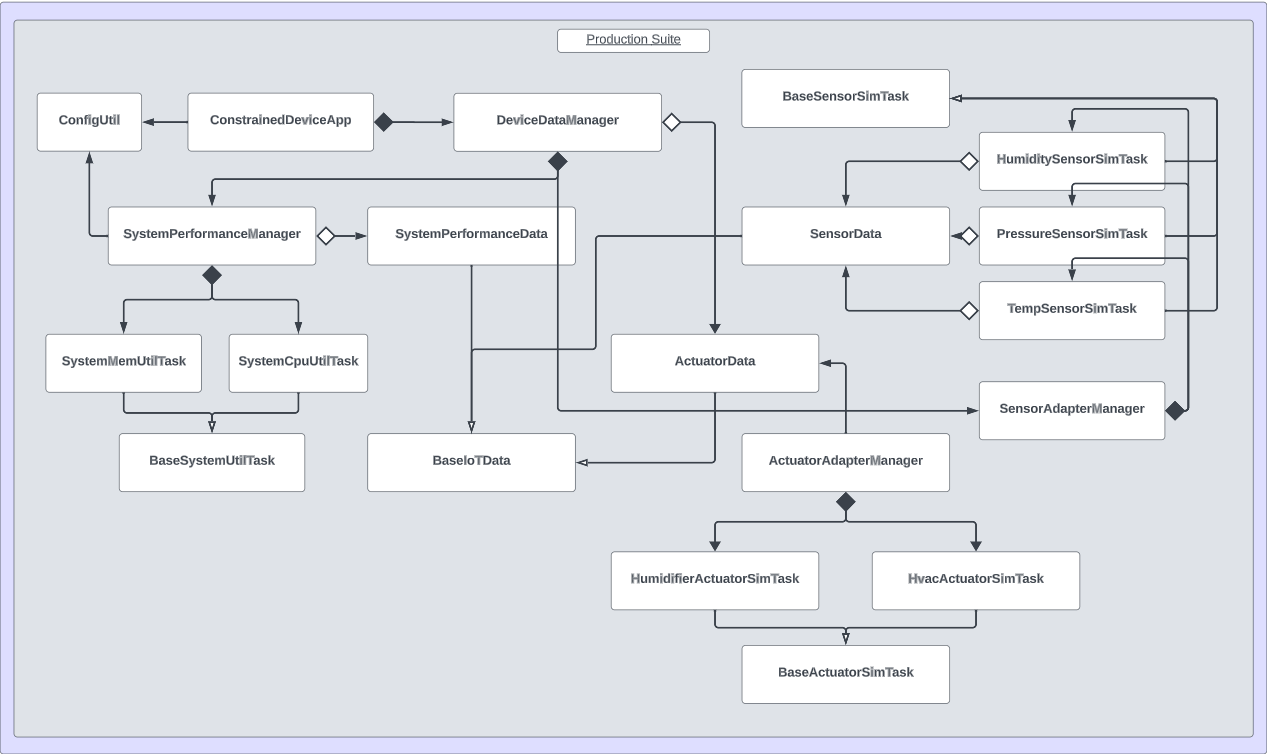 Production Suite
BaseSensorSimTask
ConfigUtil
ConstrainedDeviceApp
DeviceDataManager
HumiditySensorSimTask
SystemPerformanceManager
SystemPerformanceData
SensorData
PressureSensorSimTask
TempSensorSimTask
SystemMemUtilTask
SystemCpuUtilTask
ActuatorData
SensorAdapterManager
BaseSystemUtilTask
BaseIoTData
ActuatorAdapterManager
HumidifierActuatorSimTask
HvacActuatorSimTask
BaseActuatorSimTask